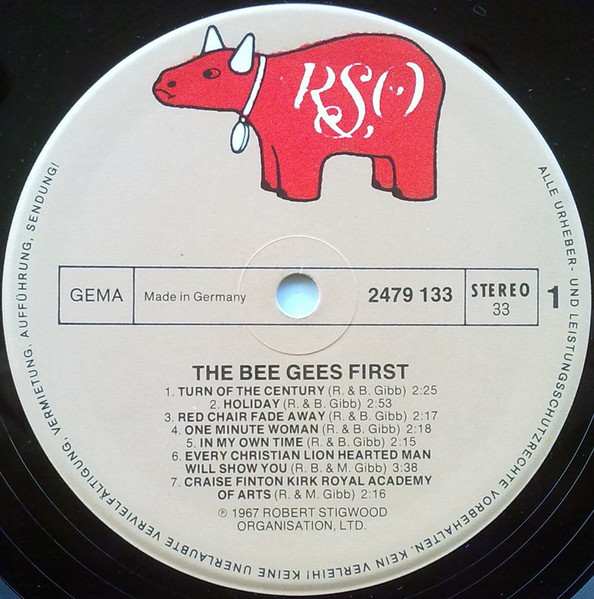 RSO
GEMA
Made in Germany
2479 133
STEREO
33
1
THE BEE GEES FIRST
1. TURN OF THE CENTURY (R. & B. Gibb) 2:25
2. HOLIDAY (R. & B. Gibb) 2:53
3. RED CHAIR FADE AWAY (R. & B. Gibb) 2:17
4. ONE MINUTE WOMAN (R. & B. Gibb) 2:18
5. IN MY OWN TIME (R. & B. Gibb) 2:15
6. EVERY CHRISTIAN LION HEARTED MAN
WILL SHOW YOU (R. B. & M. Gibb) 3:38
7. CRAISE FINTON KIRK ROYAL ACADEMY
OF ARTS (R. & M. Gibb) 2:16
℗ 1967 ROBERT STIGWOOD
ORGANISATION, LTD.
ALLE URHEBER- UND LEISTUNGSSCHUTZRECHTE VORBEHALTEN. KEIN VERLEIH! KEINE UNERLAUBTE VERVIELFÄLTIGUNG, VERMIETUNG, AUFFÜHRUNG, SENDUNG!